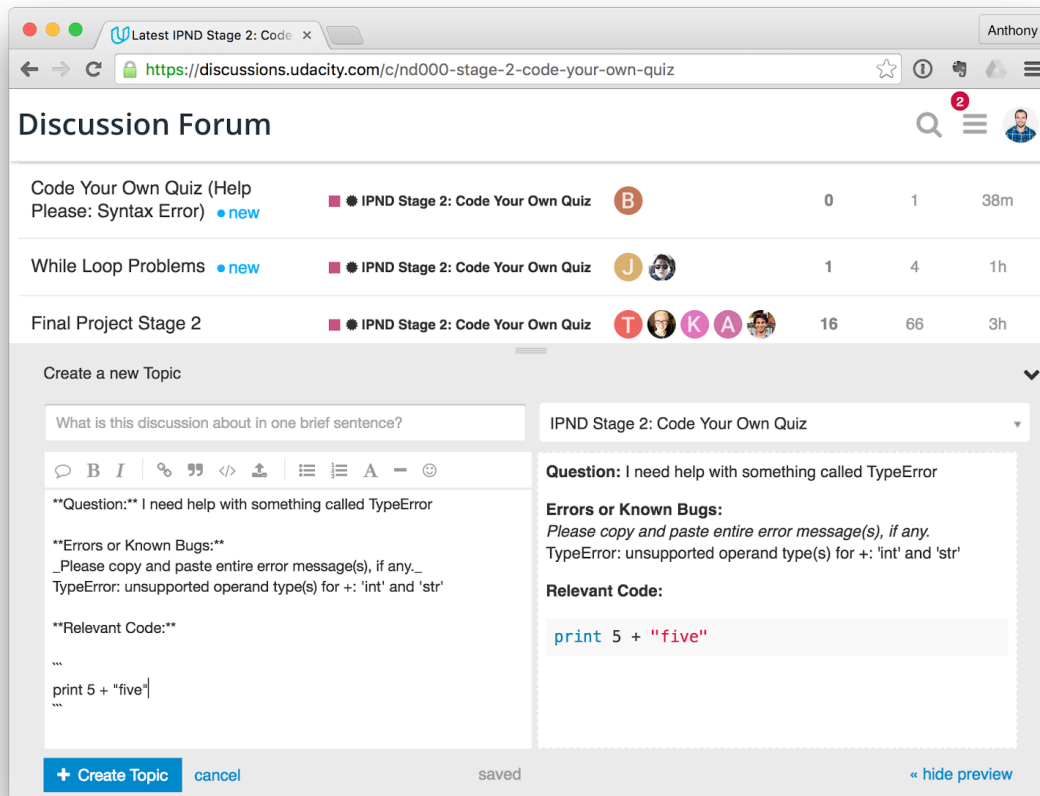 Latest IPND Stage 2: Code
Anthony
https://discussions.udacity.com/c/nd000-stage-2-code-your-own-quiz
Discussion Forum
2
Code Your Own Quiz (Help
Please: Syntax Error) new
IPND Stage 2: Code Your Own Quiz
B
0 1 38m
While Loop Problems new
IPND Stage 2: Code Your Own Quiz
J
1 4 1h
Final Project Stage 2
IPND Stage 2: Code Your Own Quiz
T K A
16 66 3h
Create a new Topic
What is this discussion about in one brief sentence?
IPND Stage 2: Code Your Own Quiz
B I A
**Question:** I need help with something called TypeError
**Errors or Known Bugs:**
_Please copy and paste entire error message(s), if any._
TypeError: unsupported operand type(s) for +: 'int' and 'str'
**Relevant Code:**
```
print 5 + "five"
```
Question: I need help with something called TypeError
Errors or Known Bugs:
Please copy and paste entire error message(s), if any.
TypeError: unsupported operand type(s) for +: 'int' and 'str'
Relevant Code:
print 5 + "five"
+ Create Topic
cancel
saved
« hide preview